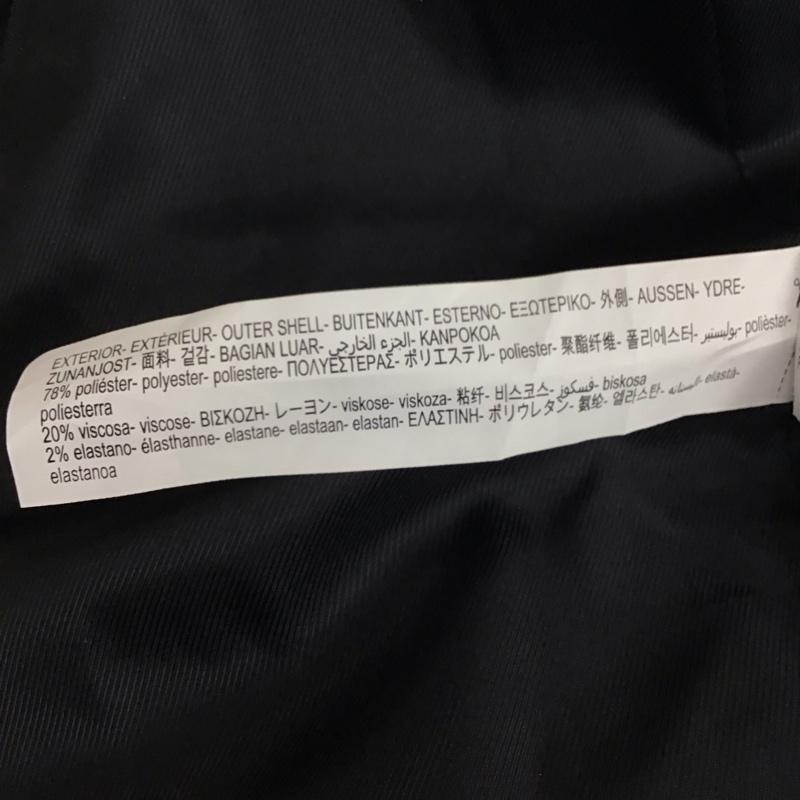 EXTERIOR- EXTÉRIEUR- OUTER SHELL- BUITENKANT- ESTERNO- ΕΞΩΤΕΡΙΚΟ- 外側- AUSSEN- YDRE-
ZUNANJOST- 面料- 겉감- BAGIAN LUAR- الجزء الخارجي- KANPOKOA
78% poliéster- polyester- poliestere- ΠΟΛΥΕΣΤΕΡΑΣ- ポリエステル- poliester- 聚酯纤维- 폴리에스터- بوليستير- polièster-
poliesterra
20% viscosa- viscose- ΒΙΣΚΟΖΗ- レーヨン- viskose- viskoza- 粘纤- 비스코스- فسكوز- biskosa
2% elastano- élasthanne- elastane- elastaan- elastan- ΕΛΑΣΤΙΝΗ- ポリウレタン- 氨纶- 엘라스탄- elastà-
elastanoa